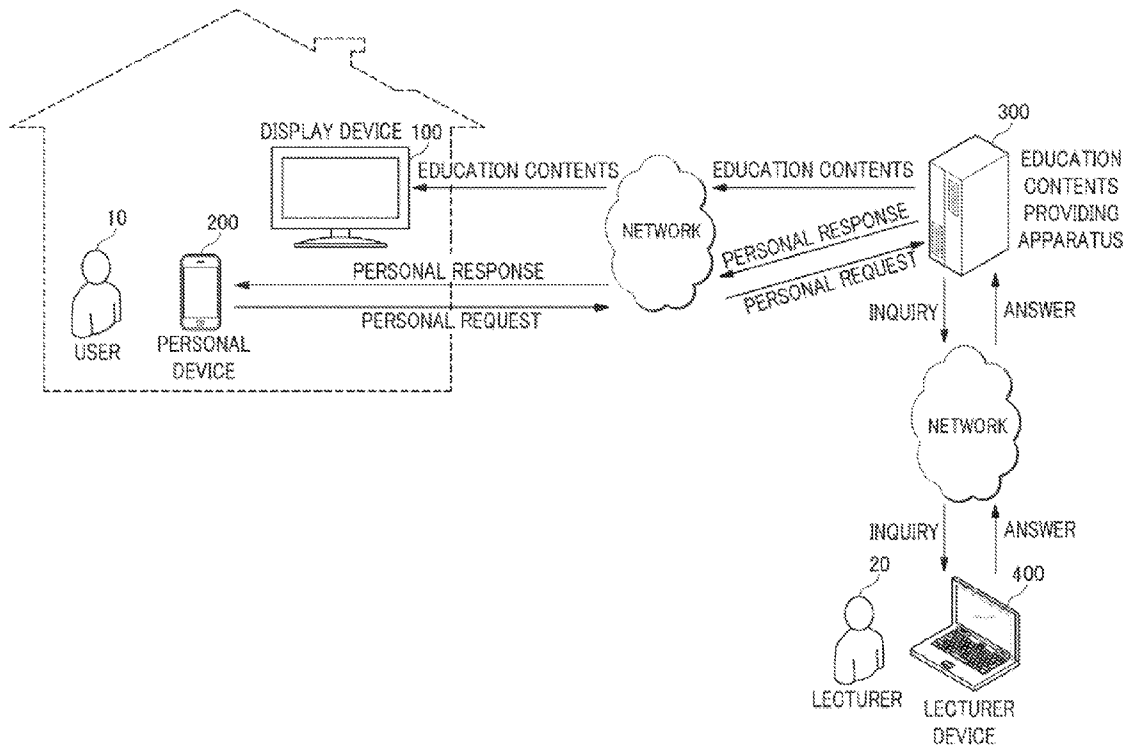 DISPLAY DEVICE 100
EDUCATION CONTENTS
EDUCATION CONTENTS
300
EDUCATION
CONTENTS
PROVIDING
APPARATUS
10
200
NETWORK
PERSONAL RESPONSE
PERSONAL REQUEST
PERSONAL RESPONSE
PERSONAL REQUEST
USER
PERSONAL
DEVICE
INQUIRY
ANSWER
NETWORK
INQUIRY
ANSWER
20
400
LECTURER
LECTURER
DEVICE